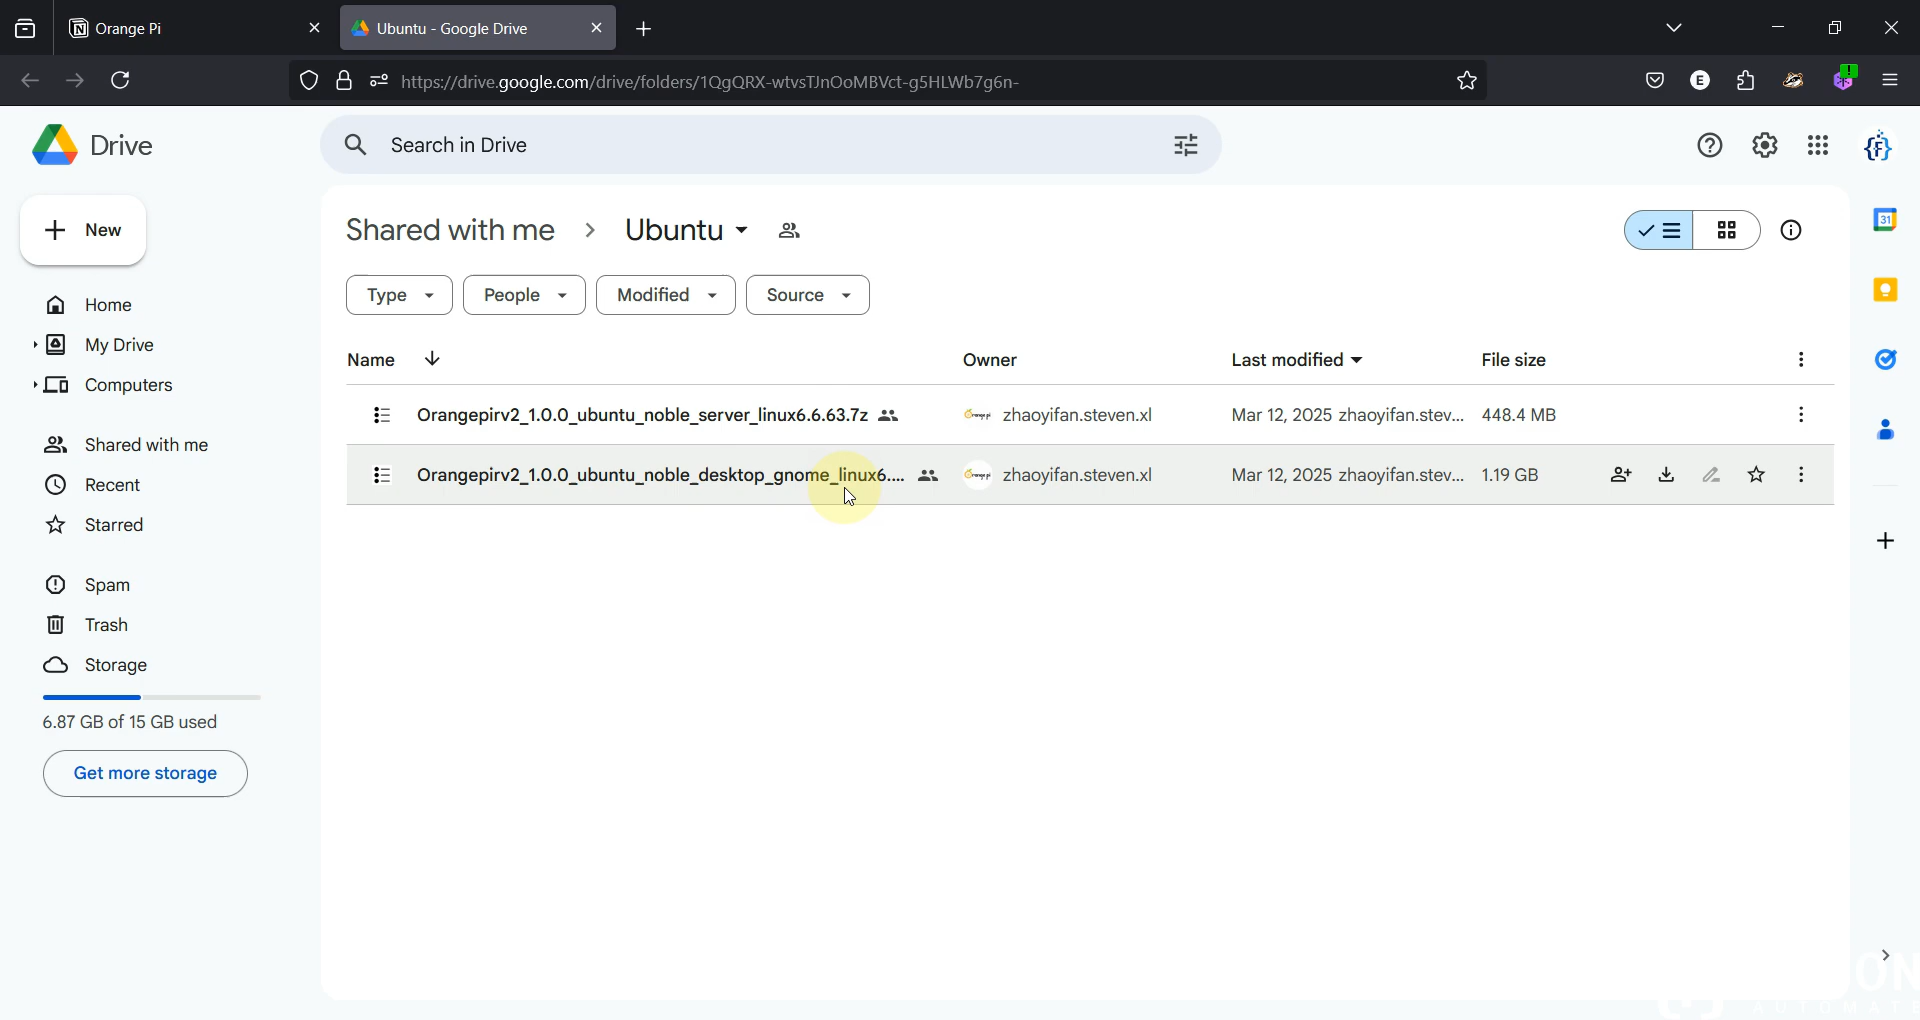 Orange Pi
Ubuntu - Google Drive
https://drive.google.com/drive/folders/1QgQRX-wtvsTJnOoMBVct-g5HLWb7g6n-
E
Drive
Search in Drive
{F}
New
Shared with me > Ubuntu
31
Type People Modified Source
Home
My Drive
Computers
Name Owner Last modified File size
Orangepirv2_1.0.0_ubuntu_noble_server_linux6.6.63.7z zhaoyifan.steven.xl Mar 12, 2025 zhaoyifan.stev... 448.4 MB
Orangepirv2_1.0.0_ubuntu_noble_desktop_gnome_linux6.... zhaoyifan.steven.xl Mar 12, 2025 zhaoyifan.stev... 1.19 GB
Shared with me
Recent
Starred
Spam
Trash
Storage
6.87 GB of 15 GB used
Get more storage